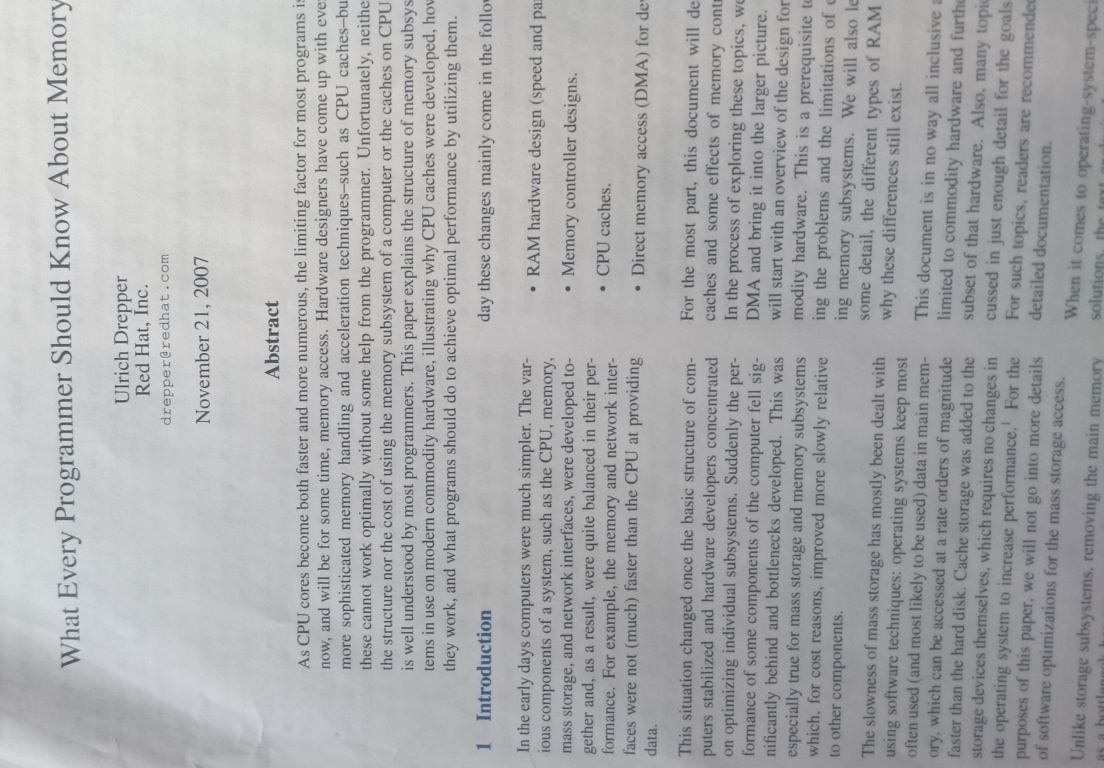 What Every Programmer Should Know About Memory
Ulrich Drepper
Red Hat, Inc.
drepper@redhat.com
November 21, 2007
Abstract
As CPU cores become both faster and more numerous, the limiting factor for most programs is
now, and will be for some time, memory access. Hardware designers have come up with ever
more sophisticated memory handling and acceleration techniques–such as CPU caches–but
these cannot work optimally without some help from the programmer. Unfortunately, neither
the structure nor the cost of using the memory subsystem of a computer or the caches on CPU
is well understood by most programmers. This paper explains the structure of memory subsys
tems in use on modern commodity hardware, illustrating why CPU caches were developed, how
they work, and what programs should do to achieve optimal performance by utilizing them.
1 Introduction
In the early days computers were much simpler. The var-
ious components of a system, such as the CPU, memory,
mass storage, and network interfaces, were developed to-
gether and, as a result, were quite balanced in their per-
formance. For example, the memory and network inter-
faces were not (much) faster than the CPU at providing
data.
This situation changed once the basic structure of com-
puters stabilized and hardware developers concentrated
on optimizing individual subsystems. Suddenly the per-
formance of some components of the computer fell sig-
nificantly behind and bottlenecks developed. This was
especially true for mass storage and memory subsystems
which, for cost reasons, improved more slowly relative
to other components.
The slowness of mass storage has mostly been dealt with
using software techniques: operating systems keep most
often used (and most likely to be used) data in main mem-
ory, which can be accessed at a rate orders of magnitude
faster than the hard disk. Cache storage was added to the
storage devices themselves, which requires no changes in
the operating system to increase performance.¹ For the
purposes of this paper, we will not go into more details
of software optimizations for the mass storage access.
Unlike storage subsystems, removing the main memory
as a bottleneck
day these changes mainly come in the follow
• RAM hardware design (speed and par
• Memory controller designs.
• CPU caches.
• Direct memory access (DMA) for dev
For the most part, this document will de
caches and some effects of memory contr
In the process of exploring these topics, we
DMA and bring it into the larger picture.
will start with an overview of the design for
modity hardware. This is a prerequisite to
ing the problems and the limitations of
ing memory subsystems. We will also le
some detail, the different types of RAM
why these differences still exist.
This document is in no way all inclusive a
limited to commodity hardware and furthe
subset of that hardware. Also, many topic
cussed in just enough detail for the goals
For such topics, readers are recommended
detailed documentation.
When it comes to operating-system-speci
solutions, the text